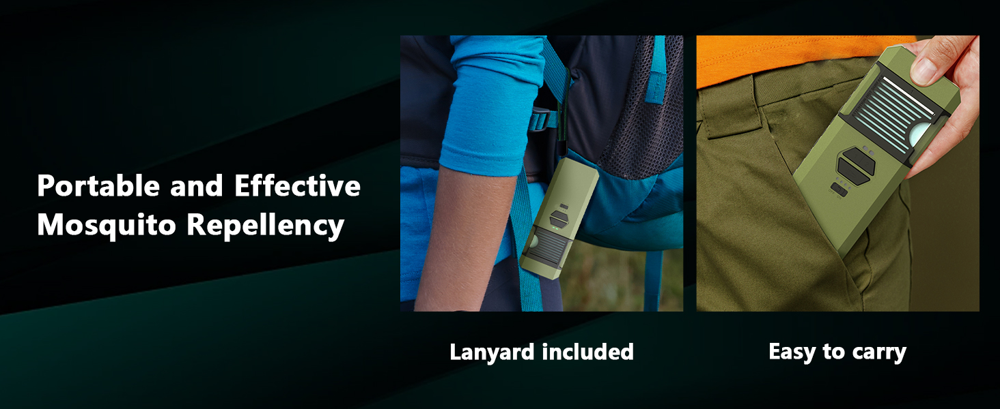 Portable and Effective
Mosquito Repellency
Lanyard included
Easy to carry